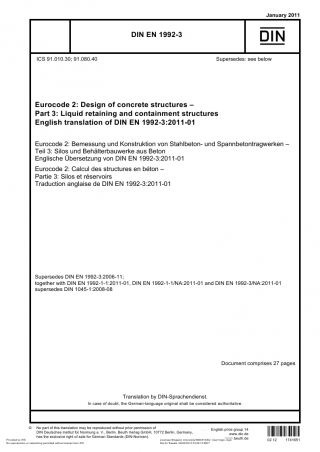 January 2011
DIN EN 1992-3
DIN
ICS 91.010.30; 91.080.40
Supersedes: see below
Eurocode 2: Design of concrete structures –
Part 3: Liquid retaining and containment structures
English translation of DIN EN 1992-3:2011-01
Eurocode 2: Bemessung und Konstruktion von Stahlbeton- und Spannbetontragwerken –
Teil 3: Silos und Behälterbauwerke aus Beton
Englische Übersetzung von DIN EN 1992-3:2011-01
Eurocode 2: Calcul des structures en béton –
Partie 3: Silos et réservoirs
Traduction anglaise de DIN EN 1992-3:2011-01
Supersedes DIN EN 1992-3:2006-11;
together with DIN EN 1992-1-1:2011-01, DIN EN 1992-1-1/NA:2011-01 and DIN EN 1992-3/NA:2011-01
supersedes DIN 1045-1:2008-08
Document comprises 27 pages
Translation by DIN-Sprachendienst.
In case of doubt, the German-language original shall be considered authoritative.
© No part of this translation may be reproduced without prior permission of
DIN Deutsches Institut für Normung e. V., Berlin. Beuth Verlag GmbH, 10772 Berlin, Germany,
has the exclusive right of sale for German Standards (DIN-Normen).
English price group 14
www.din.de
www.beuth.de
02.12